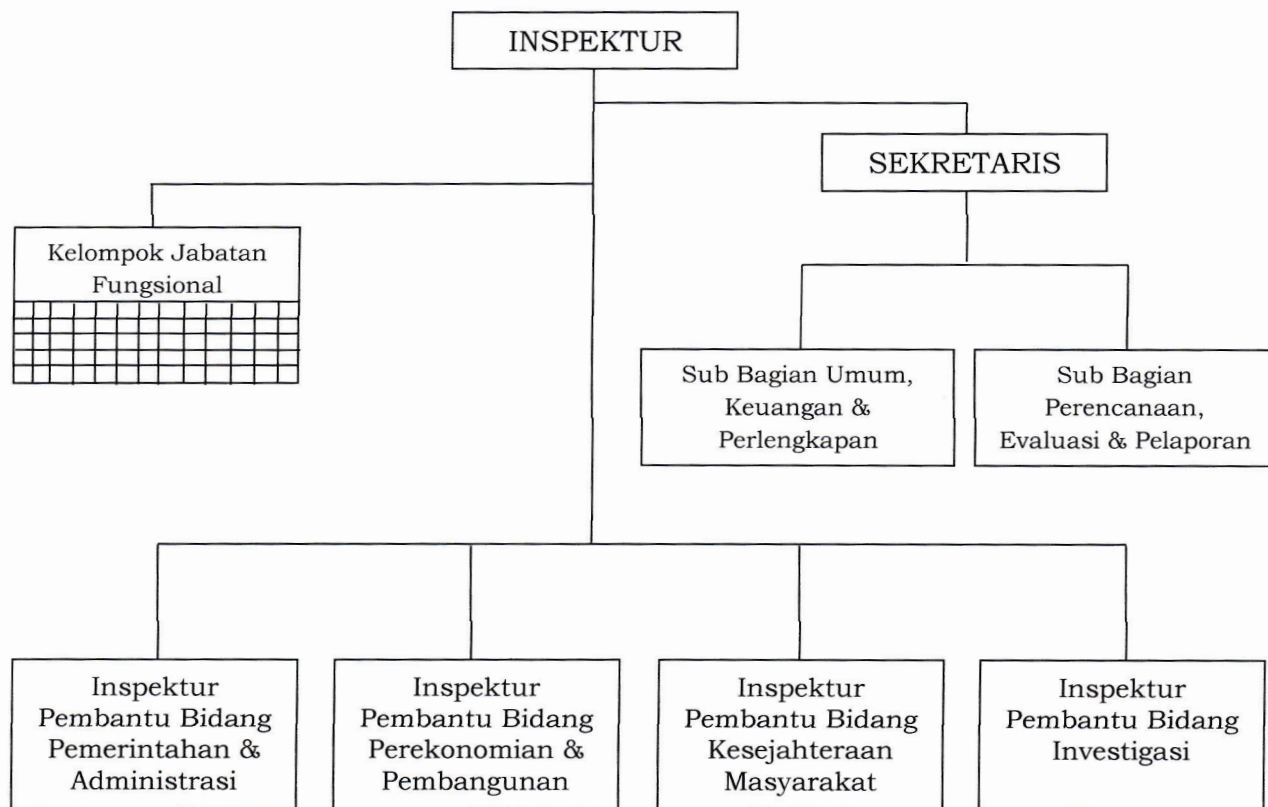 INSPEKTUR
SEKRETARIS
Kelompok Jabatan
Fungsional
Sub Bagian Umum,
Keuangan &
Perlengkapan
Sub Bagian
Perencanaan,
Evaluasi & Pelaporan
Inspektur
Pembantu Bidang
Pemerintahan &
Administrasi
Inspektur
Pembantu Bidang
Perekonomian &
Pembangunan
Inspektur
Pembantu Bidang
Kesejahteraan
Masyarakat
Inspektur
Pembantu Bidang
Investigasi